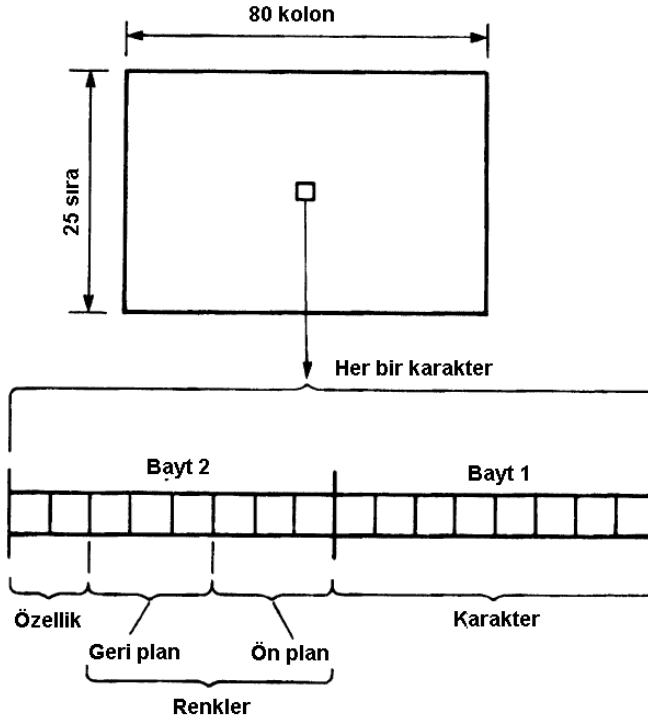 80 kolon
25 sıra
Her bir karakter
Bayt 2
Bayt 1
Özellik
Geri plan
Ön plan
Karakter
Renkler